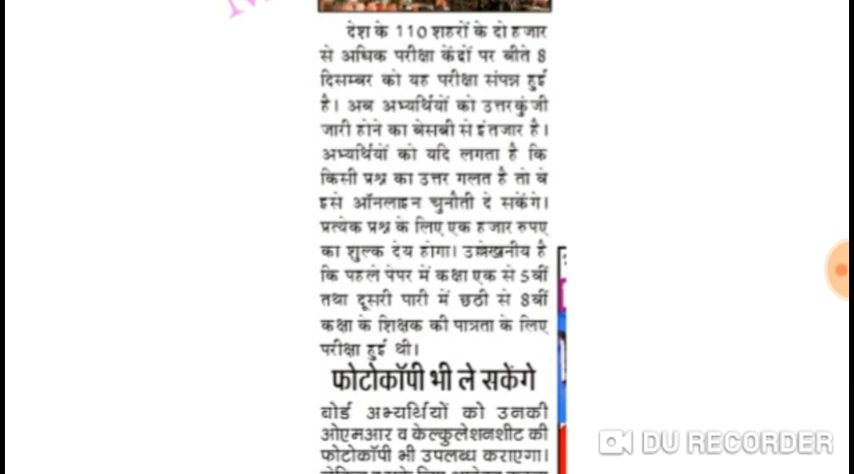 देश के 110 शहरों के दो हजार
से अधिक परीक्षा केंद्रों पर बीते 8
दिसम्बर को यह परीक्षा संपन्न हुई
है। अब अभ्यर्थियों को उत्तरकुंजी
जारी होने का बेसबी से इंतजार है।
अभ्यर्थियों को यदि लगता है कि
किसी प्रश्न का उत्तर गलत है तो वे
इसे ऑनलाइन चुनौती दे सकेंगे।
प्रत्येक प्रश्न के लिए एक हजार रुपए
का शुल्क देय होगा। उल्लेखनीय है
कि पहले पेपर में कक्षा एक से 5वीं
तथा दूसरी पारी में छठी से 8वीं
कक्षा के शिक्षक की पात्रता के लिए
परीक्षा हुई थी।
फोटोकॉपी भी ले सकेंगे
बोर्ड अभ्यर्थियों को उनकी
ओएमआर व केल्कुलेशनशीट की
फोटोकॉपी भी उपलब्ध कराएगा।
DU RECORDER